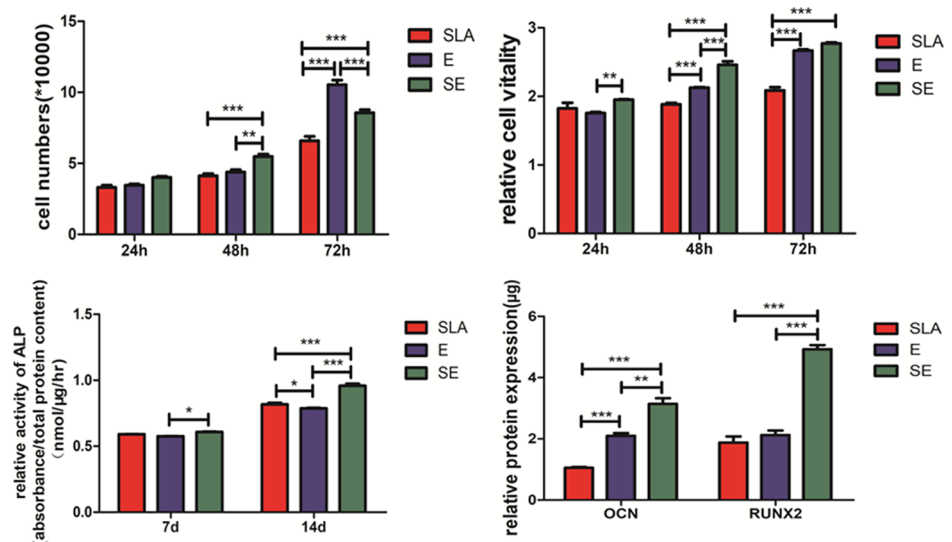 cell numbers(*10000)
15
10
5
0
***
***
***
***
**
24h
48h
72h
SLA
E
SE
relative cell vitality
3
2
1
0
**
***
***
***
***
***
24h
48h
72h
SLA
E
SE
relative activity of ALP
(absorbance/total protein content)
(nmol/μg/hr)
1.5
1.0
0.5
0.0
*
***
***
*
7d
14d
SLA
E
SE
relative protein expression(μg)
6
4
2
0
***
**
***
***
***
OCN
RUNX2
SLA
E
SE